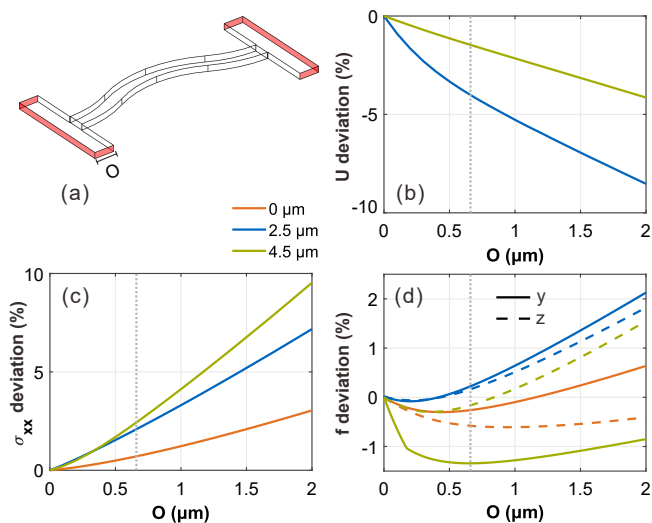 O
(a)
0
-5
-10
U deviation (%)
(b)
0
0.5
1
1.5
2
O (μm)
0 μm
2.5 μm
4.5 μm
10
5
0
σxx deviation (%)
(c)
0
0.5
1
1.5
2
O (μm)
2
1
0
-1
f deviation (%)
(d)
y
z
0
0.5
1
1.5
2
O (μm)